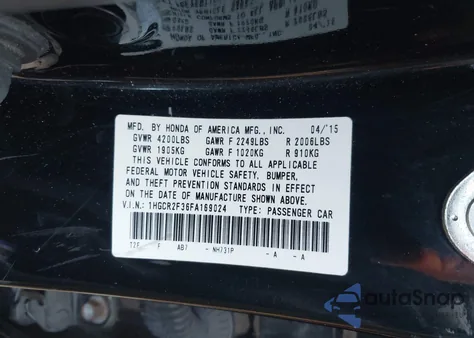 MFD. BY HONDA OF AMERICA MFG., INC. 04/15
GVWR 4200LBS GAWR F 2249LBS R 2006LBS
GVWR 1905KG GAWR F 1020KG R 910KG
THIS VEHICLE CONFORMS TO ALL APPLICABLE
FEDERAL MOTOR VEHICLE SAFETY, BUMPER,
AND THEFT PREVENTION STANDARDS IN EFFECT
ON THE DATE OF MANUFACTURE SHOWN ABOVE.
V.I.N.: 1HGCR2F36FA169024 TYPE: PASSENGER CAR
T2F F AB7 - NH731P - A - A
autoSnap